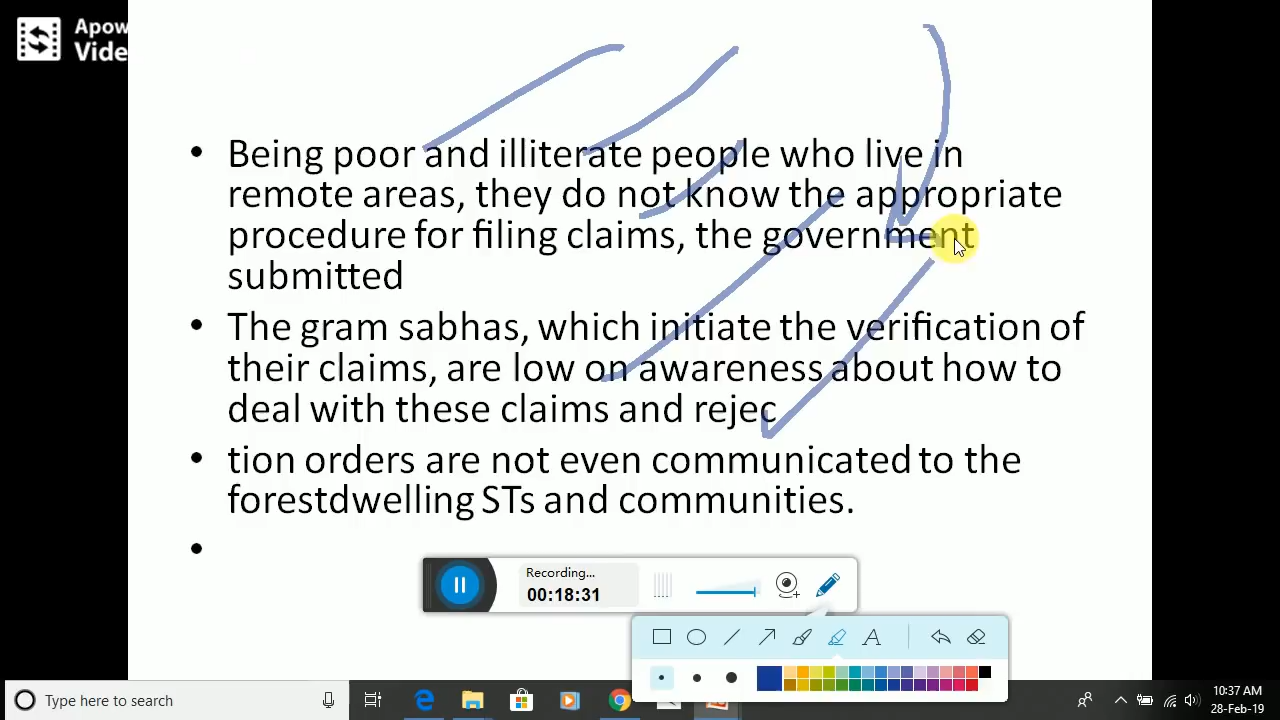 Apow
Vide
• Being poor and illiterate people who live in
remote areas, they do not know the appropriate
procedure for filing claims, the government
submitted
• The gram sabhas, which initiate the verification of
their claims, are low on awareness about how to
deal with these claims and rejec
• tion orders are not even communicated to the
forestdwelling STs and communities.
•
Recording...
00:18:31
A
Type here to search
10:37 AM
28-Feb-19